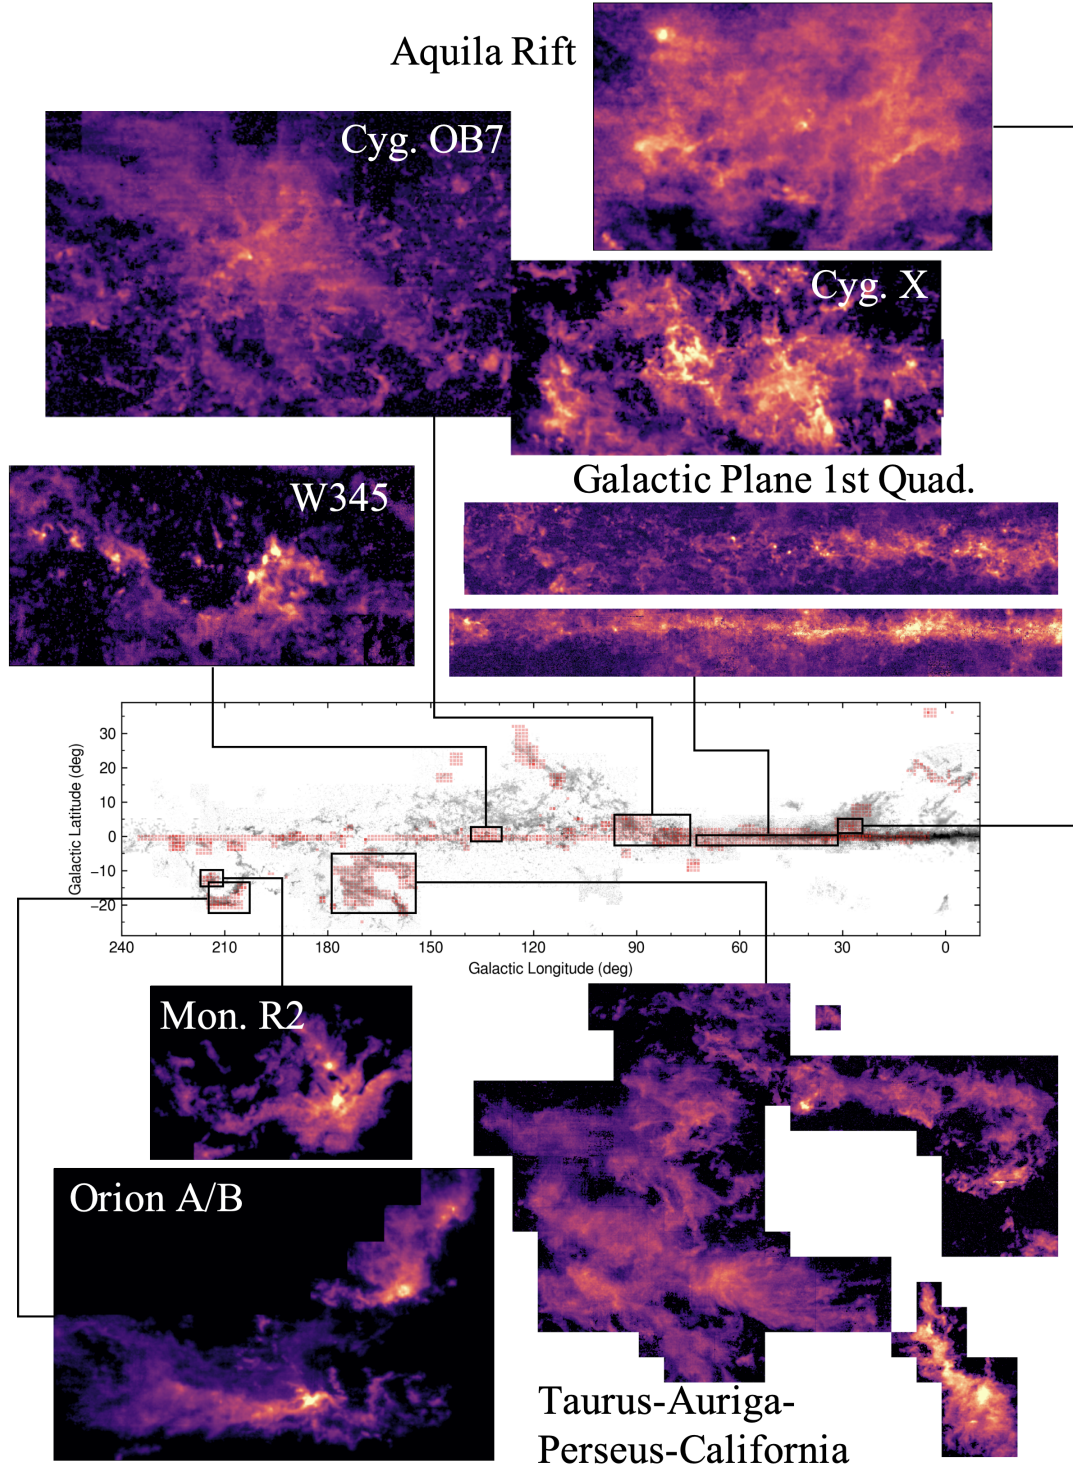 Aquila Rift
Cyg. OB7
Cyg. X
Galactic Plane 1st Quad.
W345
Galactic Latitude (deg)
30
20
10
0
−10
−20
240
210
180
150
120
90
60
30
0
Galactic Longitude (deg)
Mon. R2
Orion A/B
Taurus-Auriga-
Perseus-California